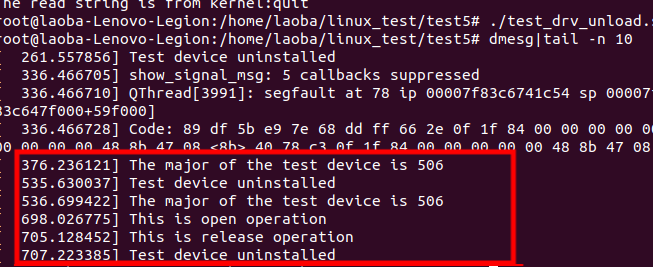 he read string is from kernel:quit
root@laoba-Lenovo-Legion:/home/laoba/linux_test/test5# ./test_drv_unload.s
root@laoba-Lenovo-Legion:/home/laoba/linux_test/test5# dmesg|tail -n 10
[ 261.557856] Test device uninstalled
[ 336.466705] show_signal_msg: 5 callbacks suppressed
[ 336.466710] QThread[3991]: segfault at 78 ip 00007f83c6741c54 sp 00007
83c647f000+59f000]
[ 336.466728] Code: 89 df 5b e9 7e 68 dd ff 66 2e 0f 1f 84 00 00 00 00 0
00 00 00 00 48 8b 47 08 <8b> 40 78 c3 0f 1f 84 00 00 00 00 00 48 8b 47 08
[ 376.236121] The major of the test device is 506
[ 535.630037] Test device uninstalled
[ 536.699422] The major of the test device is 506
[ 698.026775] This is open operation
[ 705.128452] This is release operation
[ 707.223385] Test device uninstalled